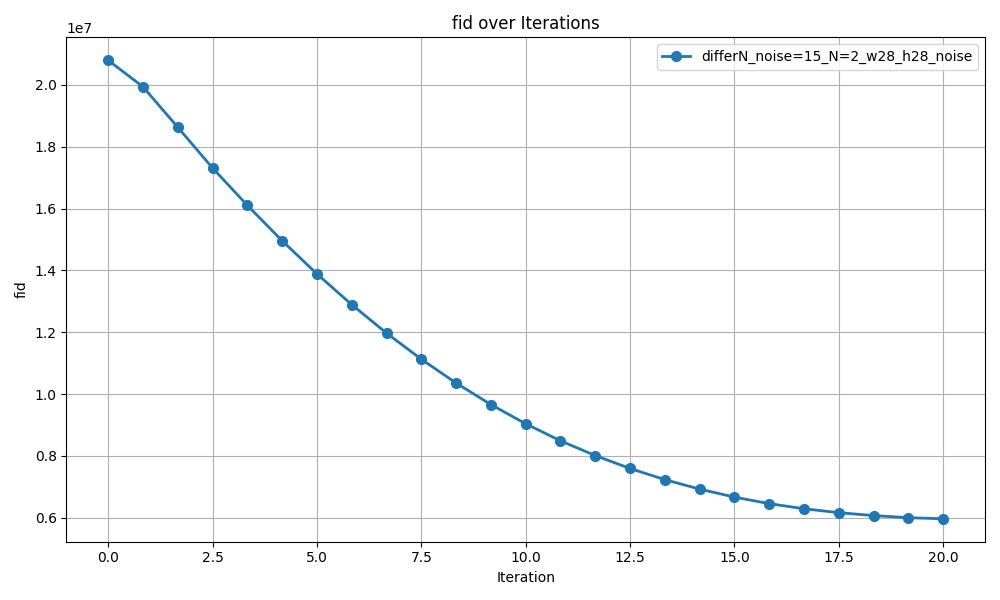 fid over Iterations
1e7
differN_noise=15_N=2_w28_h28_noise
2.0
1.8
1.6
1.4
1.2
1.0
0.8
0.6
fid
0.0 2.5 5.0 7.5 10.0 12.5 15.0 17.5 20.0
Iteration